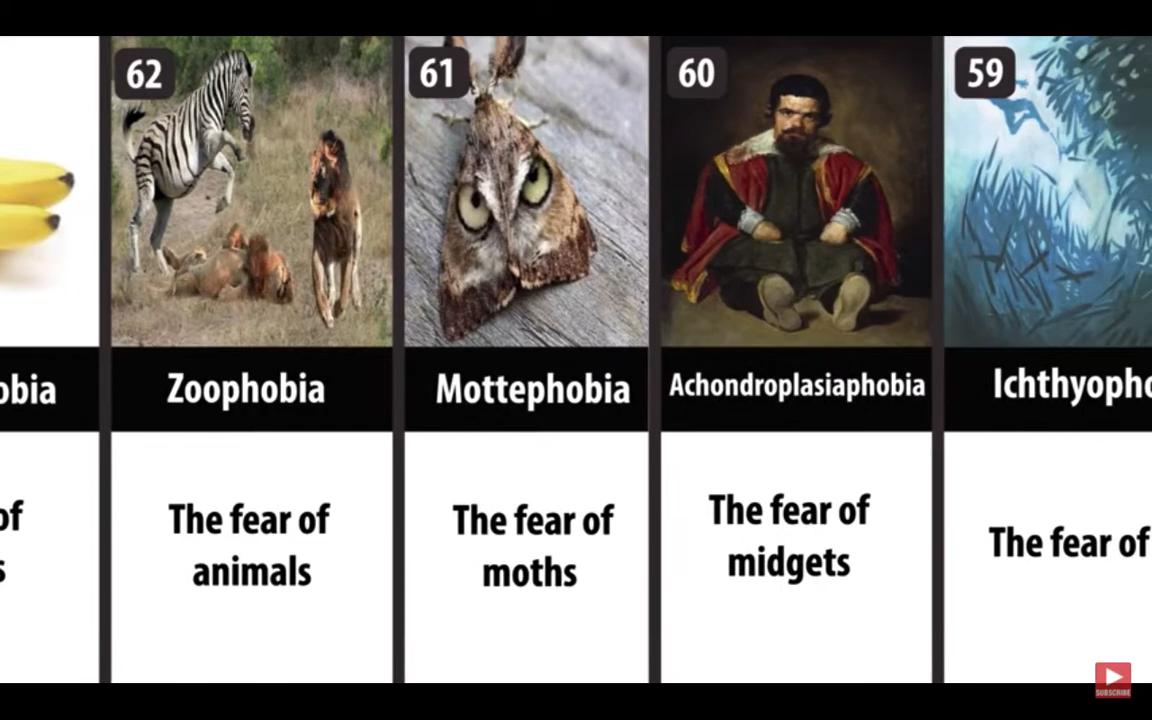 62
61
60
59
obia
Zoophobia
Mottephobia
Achondroplasiaphobia
Ichthyopho
of
s
The fear of
animals
The fear of
moths
The fear of
midgets
The fear of
SUBSCRIBE